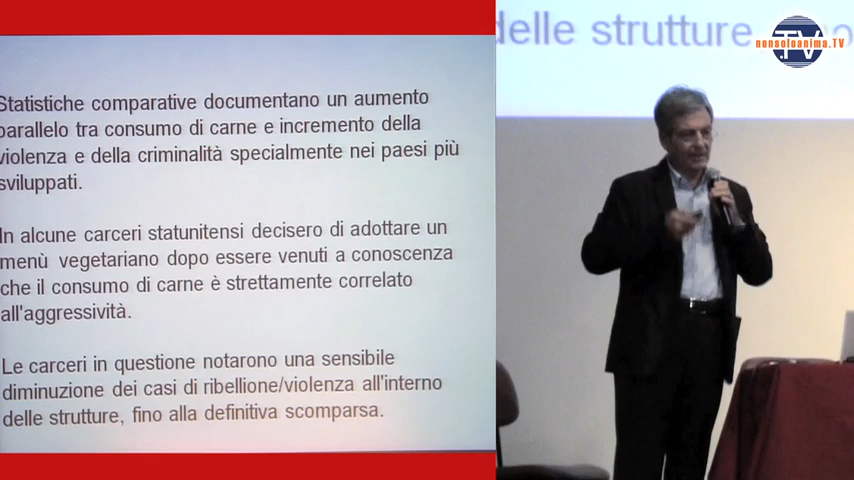 Statistiche comparative documentano un aumento
parallelo tra consumo di carne e incremento della
violenza e della criminalità specialmente nei paesi più
sviluppati.
In alcune carceri statunitensi decisero di adottare un
menù vegetariano dopo essere venuti a conoscenza
che il consumo di carne è strettamente correlato
all'aggressività.
Le carceri in questione notarono una sensibile
diminuzione dei casi di ribellione/violenza all'interno
delle strutture, fino alla definitiva scomparsa.
delle strutture
TV
nonsoloanima.TV